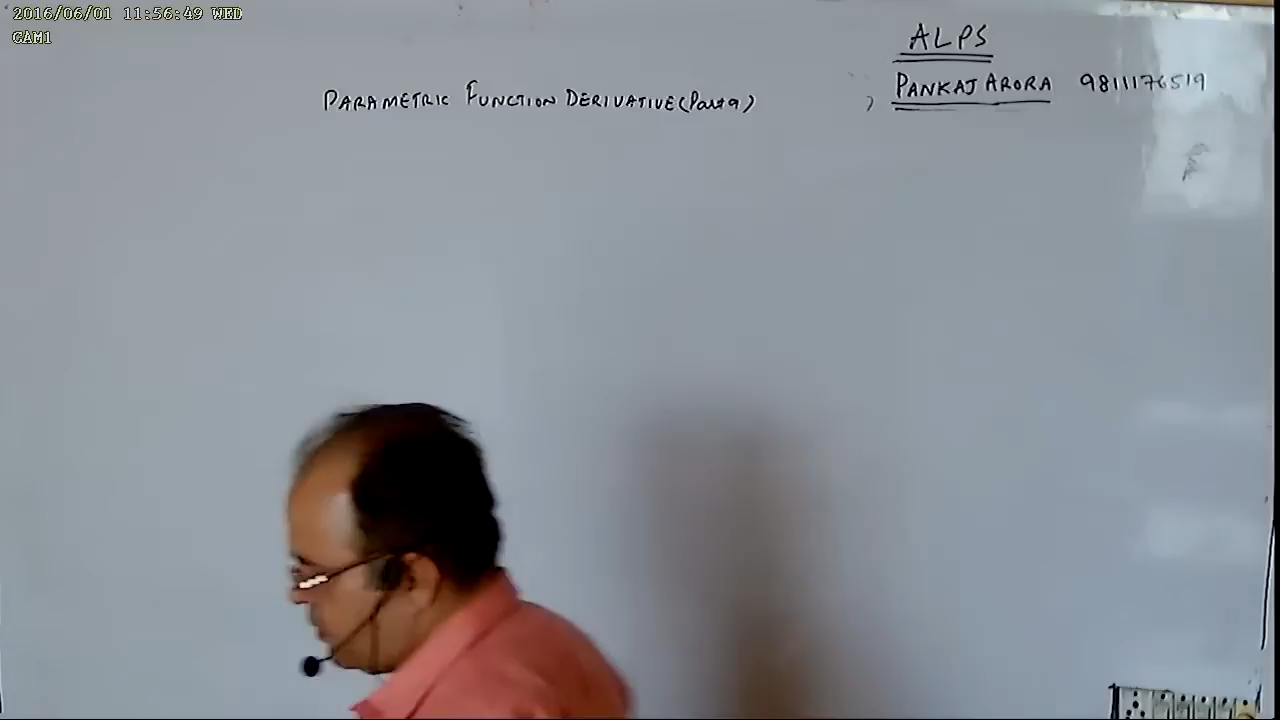 2016/06/01 11:56:49 WED
CAM1
ALPS
PARAMETRIC FUNCTION DERIVATIVE (Part 9) , PANKAJ ARORA 9811176519